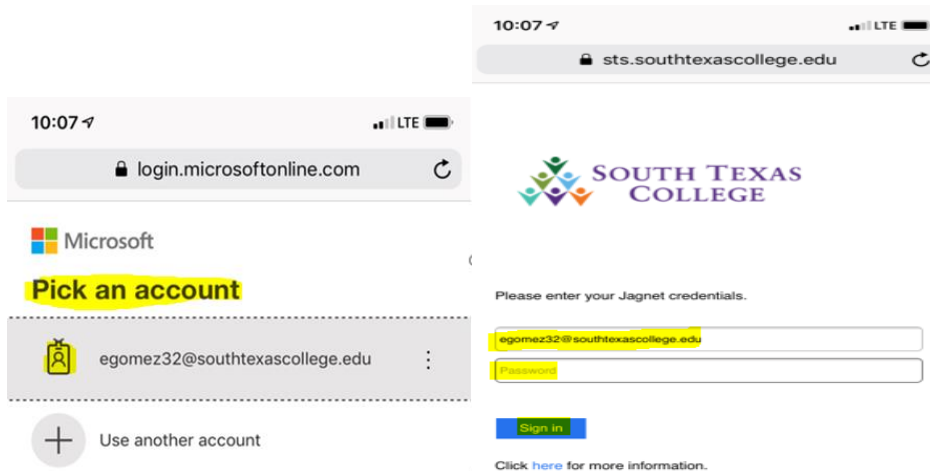 10:07
LTE
login.microsoftonline.com
Microsoft
Pick an account
egomez32@southtexascollege.edu
Use another account
10:07
LTE
sts.southtexascollege.edu
SOUTH TEXAS
COLLEGE
Please enter your Jagnet credentials.
egomez32@southtexascollege.edu
Password
Sign in
Click here for more information.